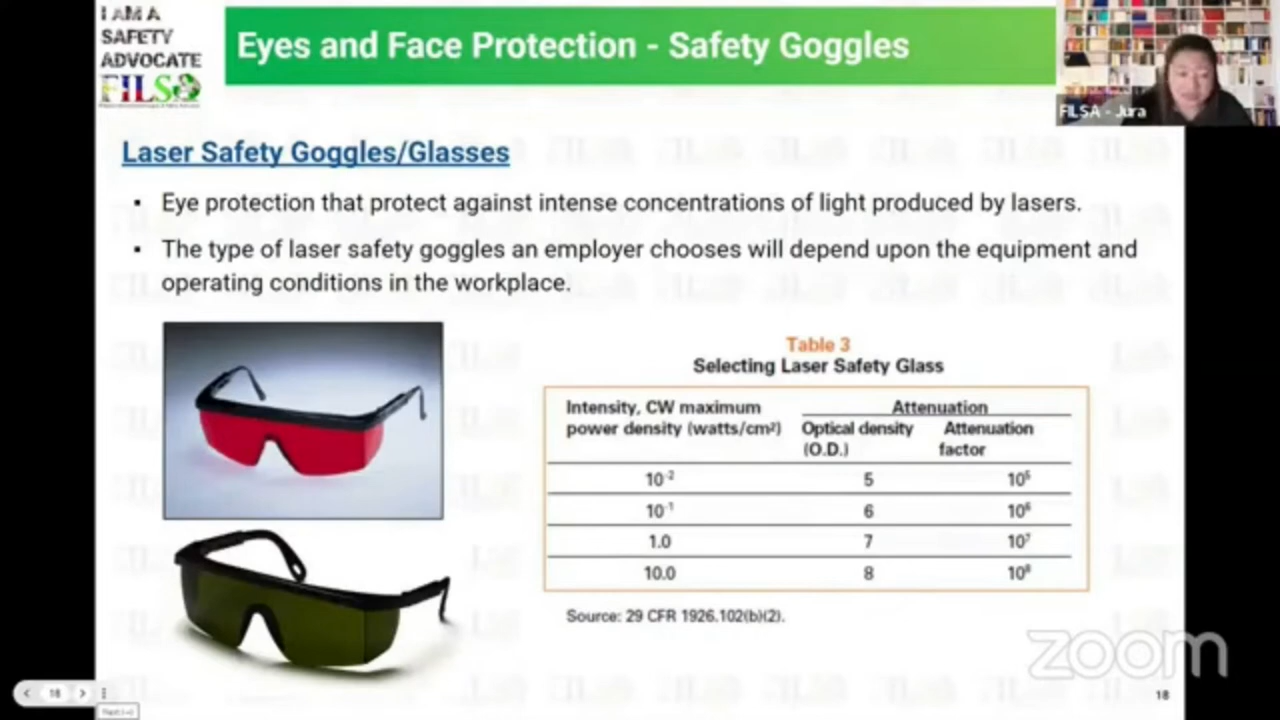 I AM A
SAFETY
ADVOCATE
FILSA
Eyes and Face Protection - Safety Goggles
FILSA - Jura
Laser Safety Goggles/Glasses
▪ Eye protection that protect against intense concentrations of light produced by lasers.
▪ The type of laser safety goggles an employer chooses will depend upon the equipment and
operating conditions in the workplace.
Table 3
Selecting Laser Safety Glass
Intensity, CW maximum
power density (watts/cm²)
Attenuation
Optical density
(O.D.)
Attenuation
factor
10⁻² 5 10⁵
10⁻¹ 6 10⁶
1.0 7 10⁷
10.0 8 10⁸
Source: 29 CFR 1926.102(b)(2).
zoom
18
18